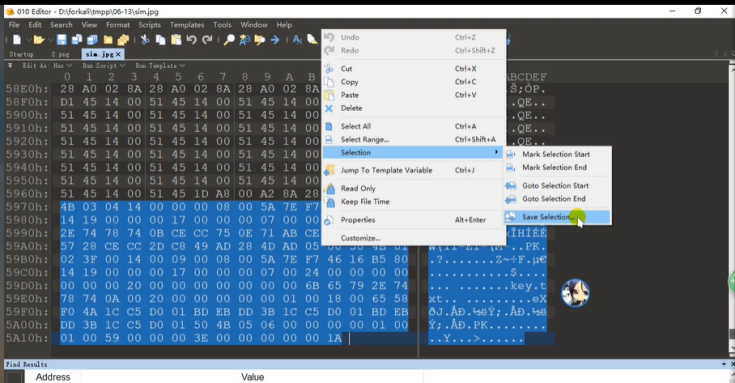 010 Editor - D:\forkali\tmpp\06-13\sim.jpg
File Edit Search View Format Scripts Templates Tools Window Help
Startup 2.png sim.jpg ×
Edit As: Hex Run Script Run Template
0 1 2 3 4 5 6 7 8 9 A B ABCDEF
58E0h: 28 A0 02 8A 28 A0 02 8A 28 A0 02 8A .Š;ÓP.
58F0h: D1 45 14 00 51 45 14 00 51 45 14 00 .QE..
5900h: 51 45 14 00 51 45 14 00 51 45 14 00 .QE..
5910h: 51 45 14 00 51 45 14 00 51 45 14 00 .QE..
5920h: 51 45 14 00 51 45 14 00 51 45 14 00 .QE..
5930h: 51 45 14 00 51 45 14 00 51 45 14 00
5940h: 51 45 14 00 51 45 14 00 51 45 14 00
5950h: 51 45 14 00 51 45 14 00 51 45 14 00
5960h: 51 45 14 00 51 45 1D A8 00 A2 8A 28
5970h: 4B 03 04 14 00 00 00 08 00 5A 7E F7
5980h: 14 19 00 00 00 17 00 00 00 07 00 00
5990h: 2E 74 78 74 0B CE CC 75 0E 71 AB CE ÎHÍÉÈ
59A0h: 57 28 CE CC 2D C8 49 AD 28 4D AD 05 00 50 4B 01
59B0h: 02 3F 00 14 00 09 00 08 00 5A 7E F7 46 16 B5 80 .?.......Z~÷F.µ€
59C0h: 14 19 00 00 00 17 00 00 00 07 00 24 00 00 00 00 ...........$....
59D0h: 00 00 00 20 00 00 00 00 00 00 00 6B 65 79 2E 74 ... .......key.t
59E0h: 78 74 0A 00 20 00 00 00 00 00 01 00 18 00 65 58 xt.. .........eX
59F0h: F0 4A 1C C5 D0 01 BD EB DD 3B 1C C5 D0 01 BD EB ðJ.ÅÐ.½ëÝ;.ÅÐ.½ë
5A00h: DD 3B 1C C5 D0 01 50 4B 05 06 00 00 00 00 01 00 Ý;.ÅÐ.PK........
5A10h: 01 00 59 00 00 00 3E 00 00 00 00 00 1A ..Y...>......
Undo Ctrl+Z
Redo Ctrl+Shift+Z
Cut Ctrl+X
Copy Ctrl+C
Paste Ctrl+V
Delete
Select All Ctrl+A
Select Range... Ctrl+Shift+A
Selection
Jump To Template Variable Ctrl+J
Read Only
Keep File Time
Properties Alt+Enter
Customize...
Mark Selection Start
Mark Selection End
Goto Selection Start
Goto Selection End
Save Selection...
Find Results
Address Value